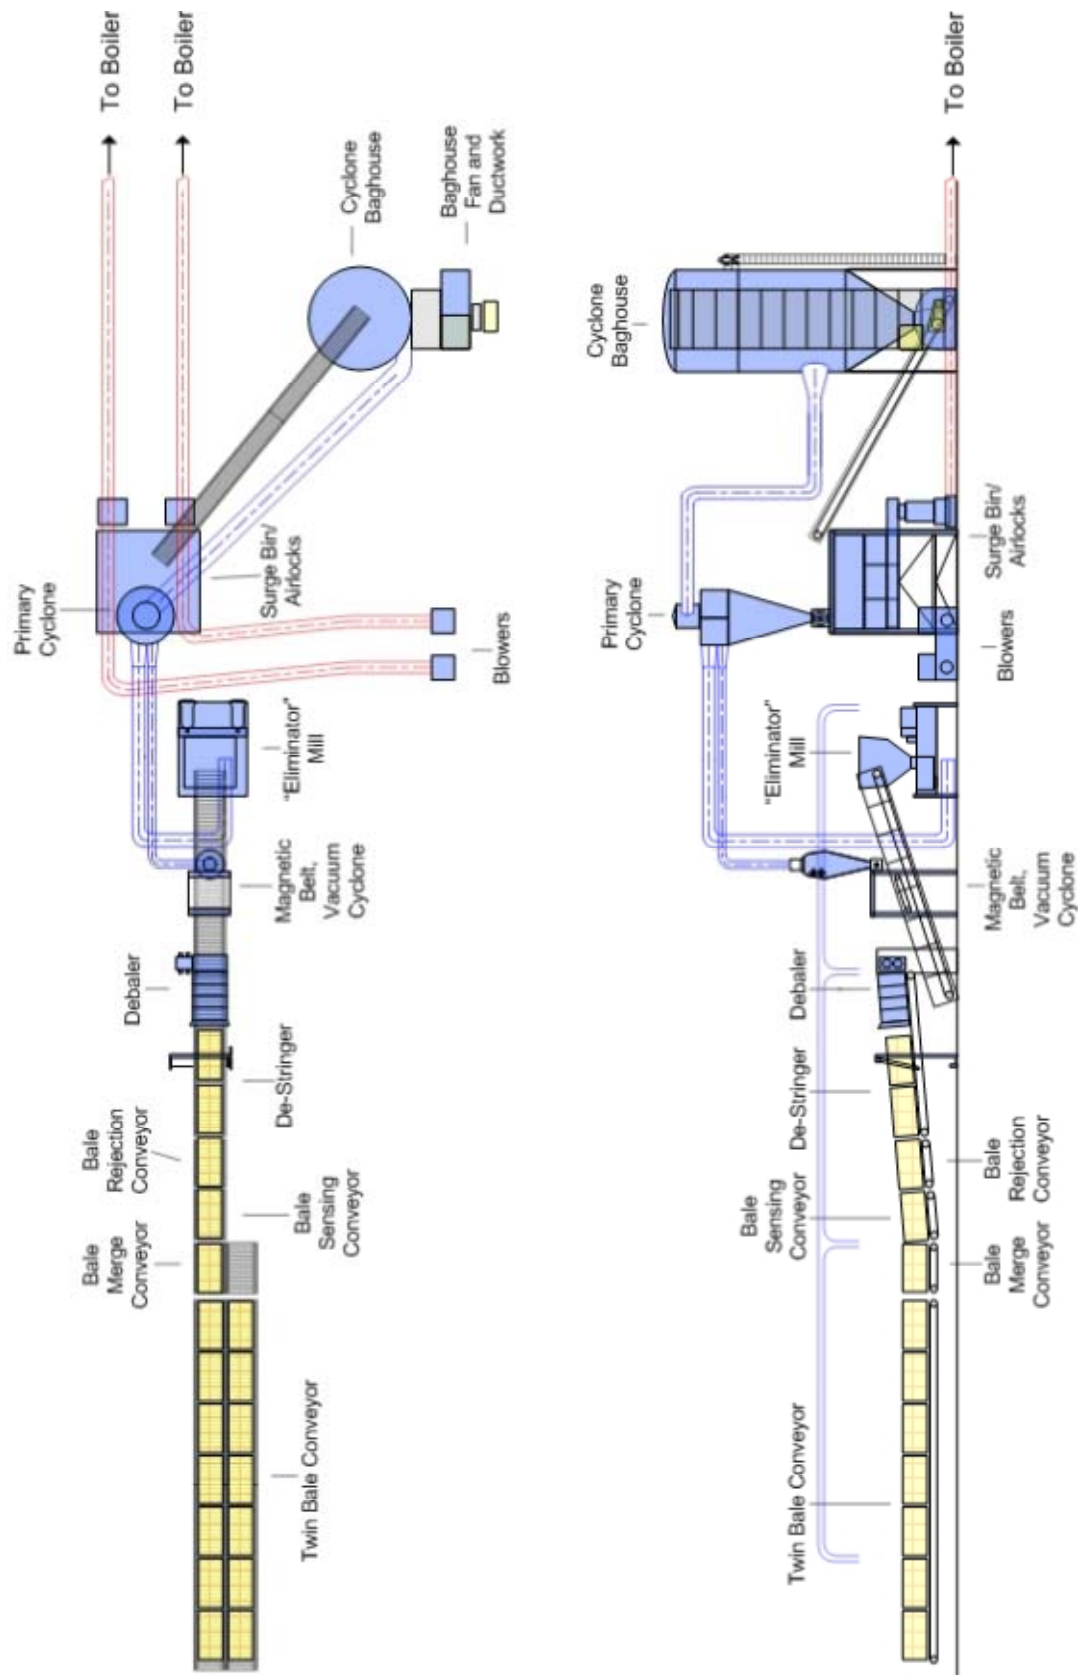 To Boiler
To Boiler
Cyclone
Baghouse
Baghouse
Fan and
Ductwork
Primary
Cyclone
Surge Bin/
Airlocks
Blowers
"Eliminator"
Mill
Magnetic
Belt,
Vacuum
Cyclone
Debaler
De-Stringer
Bale
Rejection
Conveyor
Bale
Sensing
Conveyor
Bale
Merge
Conveyor
Twin Bale Conveyor
To Boiler
Cyclone
Baghouse
Surge Bin/
Airlocks
Primary
Cyclone
Blowers
"Eliminator"
Mill
Magnetic
Belt,
Vacuum
Cyclone
Debaler
De-Stringer
Bale
Rejection
Conveyor
Bale
Sensing
Conveyor
Bale
Merge
Conveyor
Twin Bale Conveyor